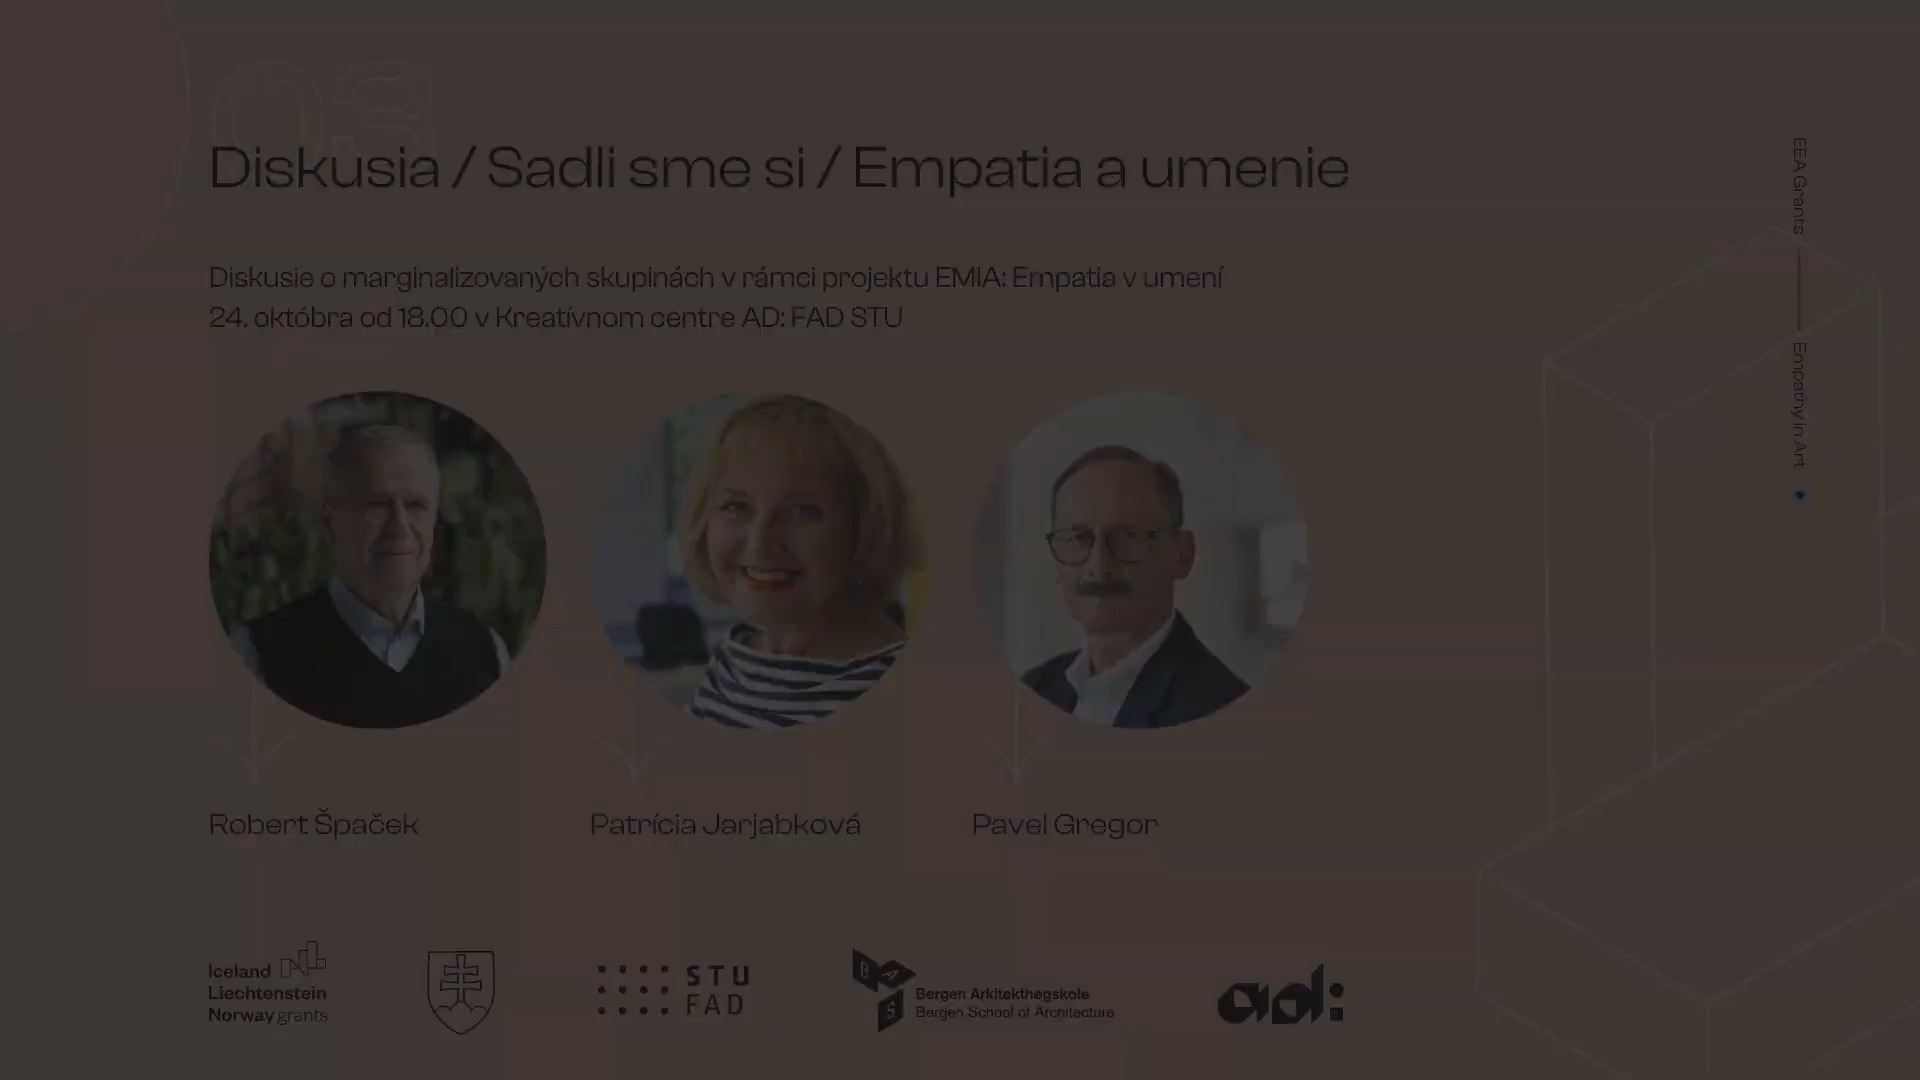 03
Diskusia / Sadli sme si / Empatia a umenie
Diskusie o marginalizovaných skupinách v rámci projektu EMIA: Empatia v umení
24. októbra od 18.00 v Kreatívnom centre AD: FAD STU
EEA Grants
Empathy in Art
Robert Špaček
Patrícia Jarjabková
Pavel Gregor
Iceland
Liechtenstein
Norway grants
STU
FAD
BAS
Bergen Arkitekthøgskole
Bergen School of Architecture
ad: